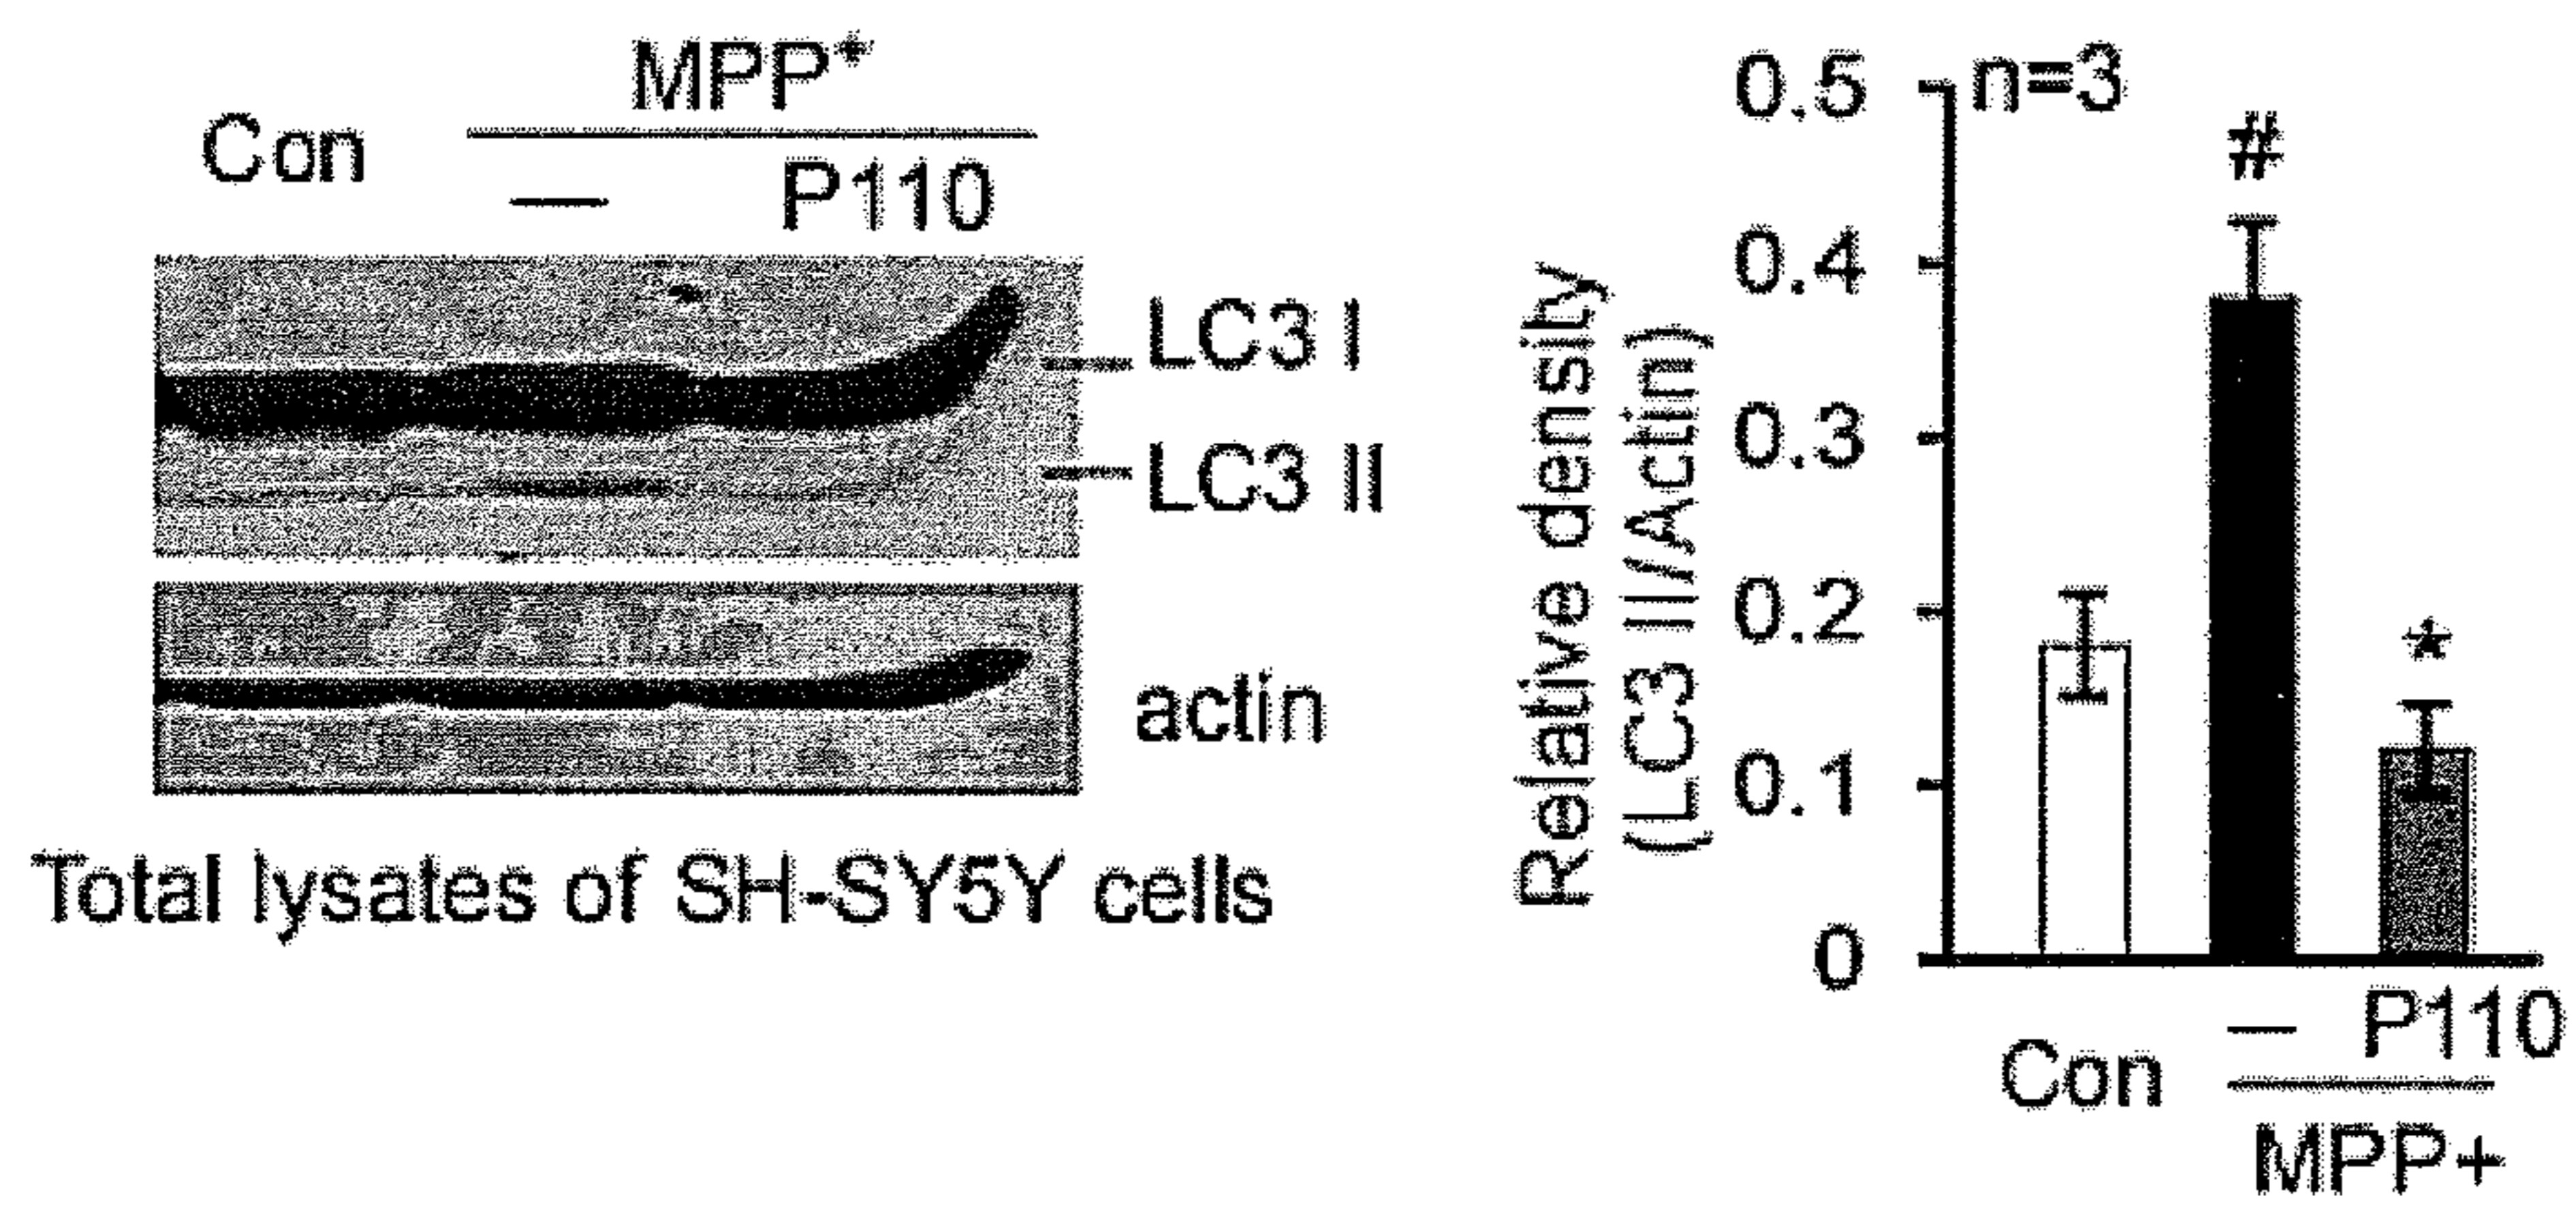 MPP+
Con
— P110
LC3 I
LC3 II
actin
Total lysates of SH-SY5Y cells
Relative density
(LC3 II/Actin)
0.5
0.4
0.3
0.2
0.1
0
n=3
#
*
Con
— P110
MPP+